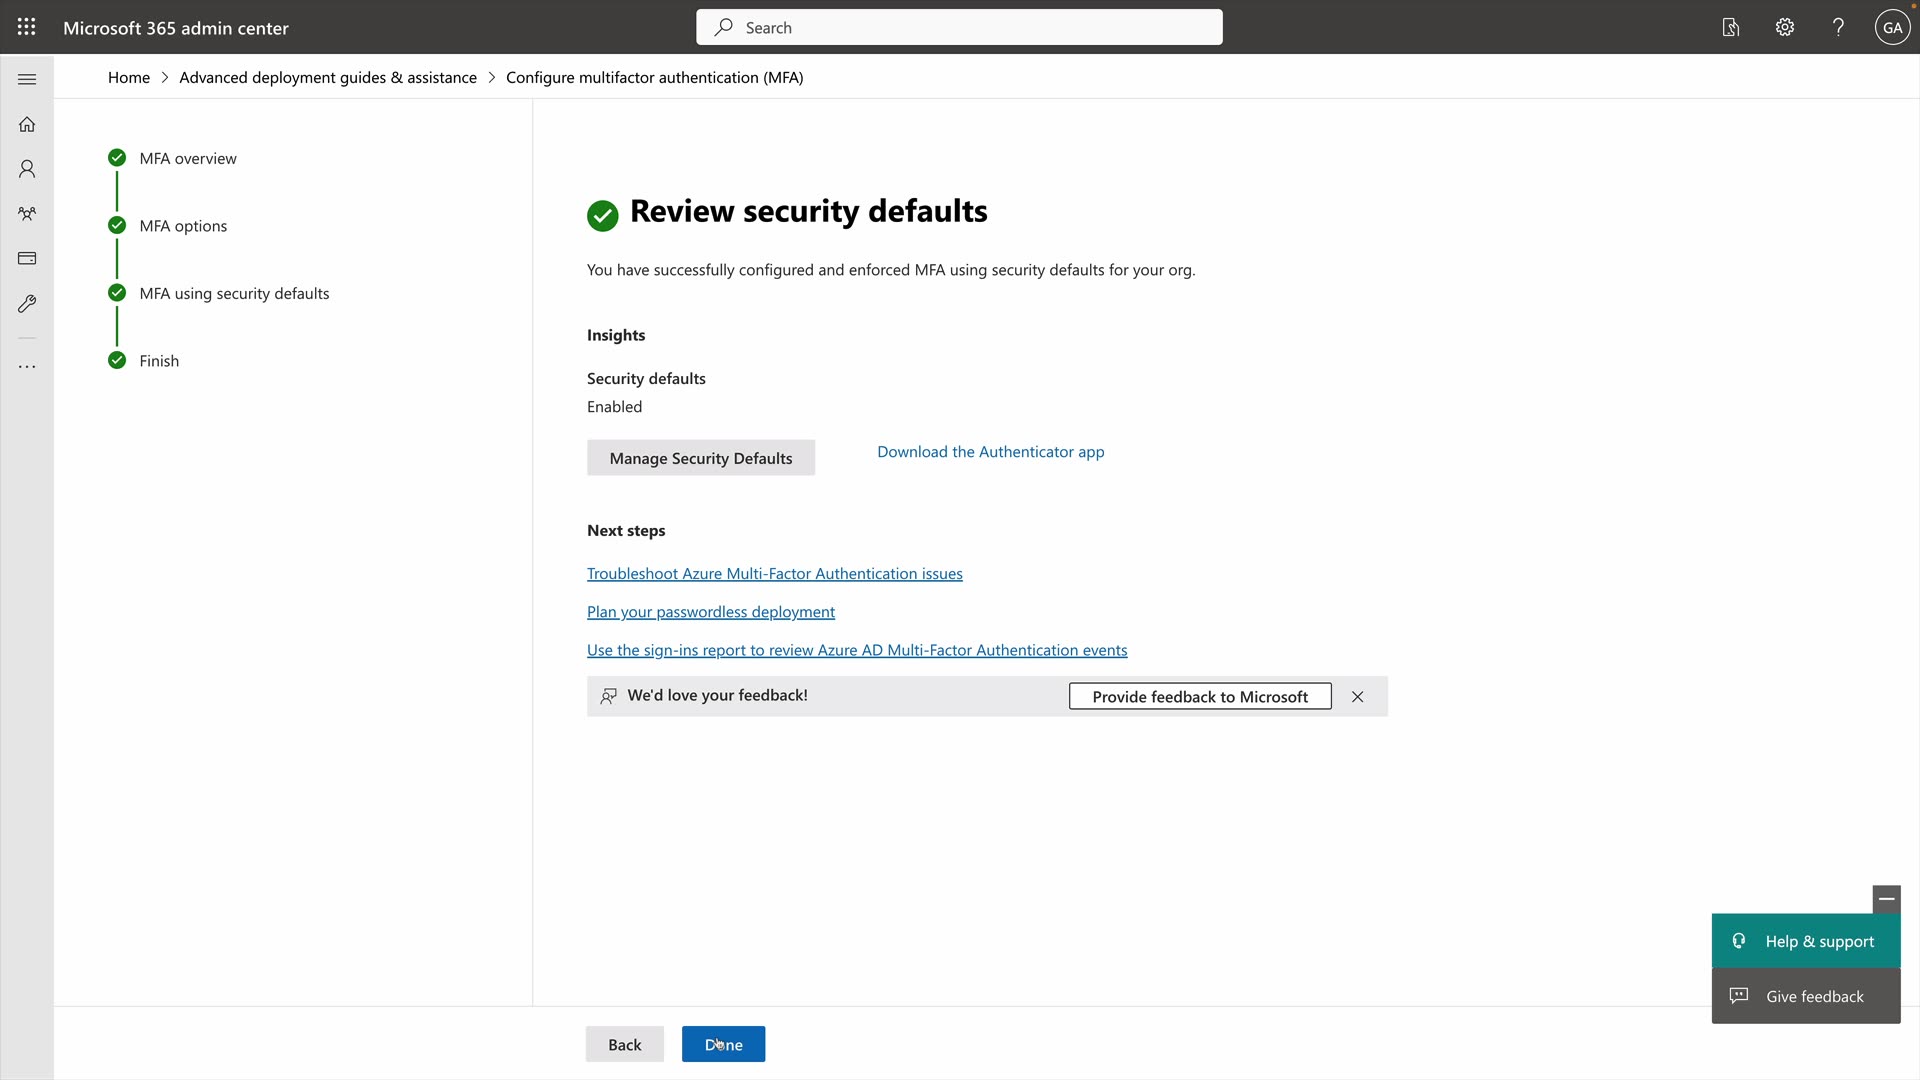 Microsoft 365 admin center
Search
GA
Home > Advanced deployment guides & assistance > Configure multifactor authentication (MFA)
MFA overview
MFA options
MFA using security defaults
Finish
Review security defaults
You have successfully configured and enforced MFA using security defaults for your org.
Insights
Security defaults
Enabled
Manage Security Defaults
Download the Authenticator app
Next steps
Troubleshoot Azure Multi-Factor Authentication issues
Plan your passwordless deployment
Use the sign-ins report to review Azure AD Multi-Factor Authentication events
We'd love your feedback!
Provide feedback to Microsoft
Help & support
Give feedback
Back
Done